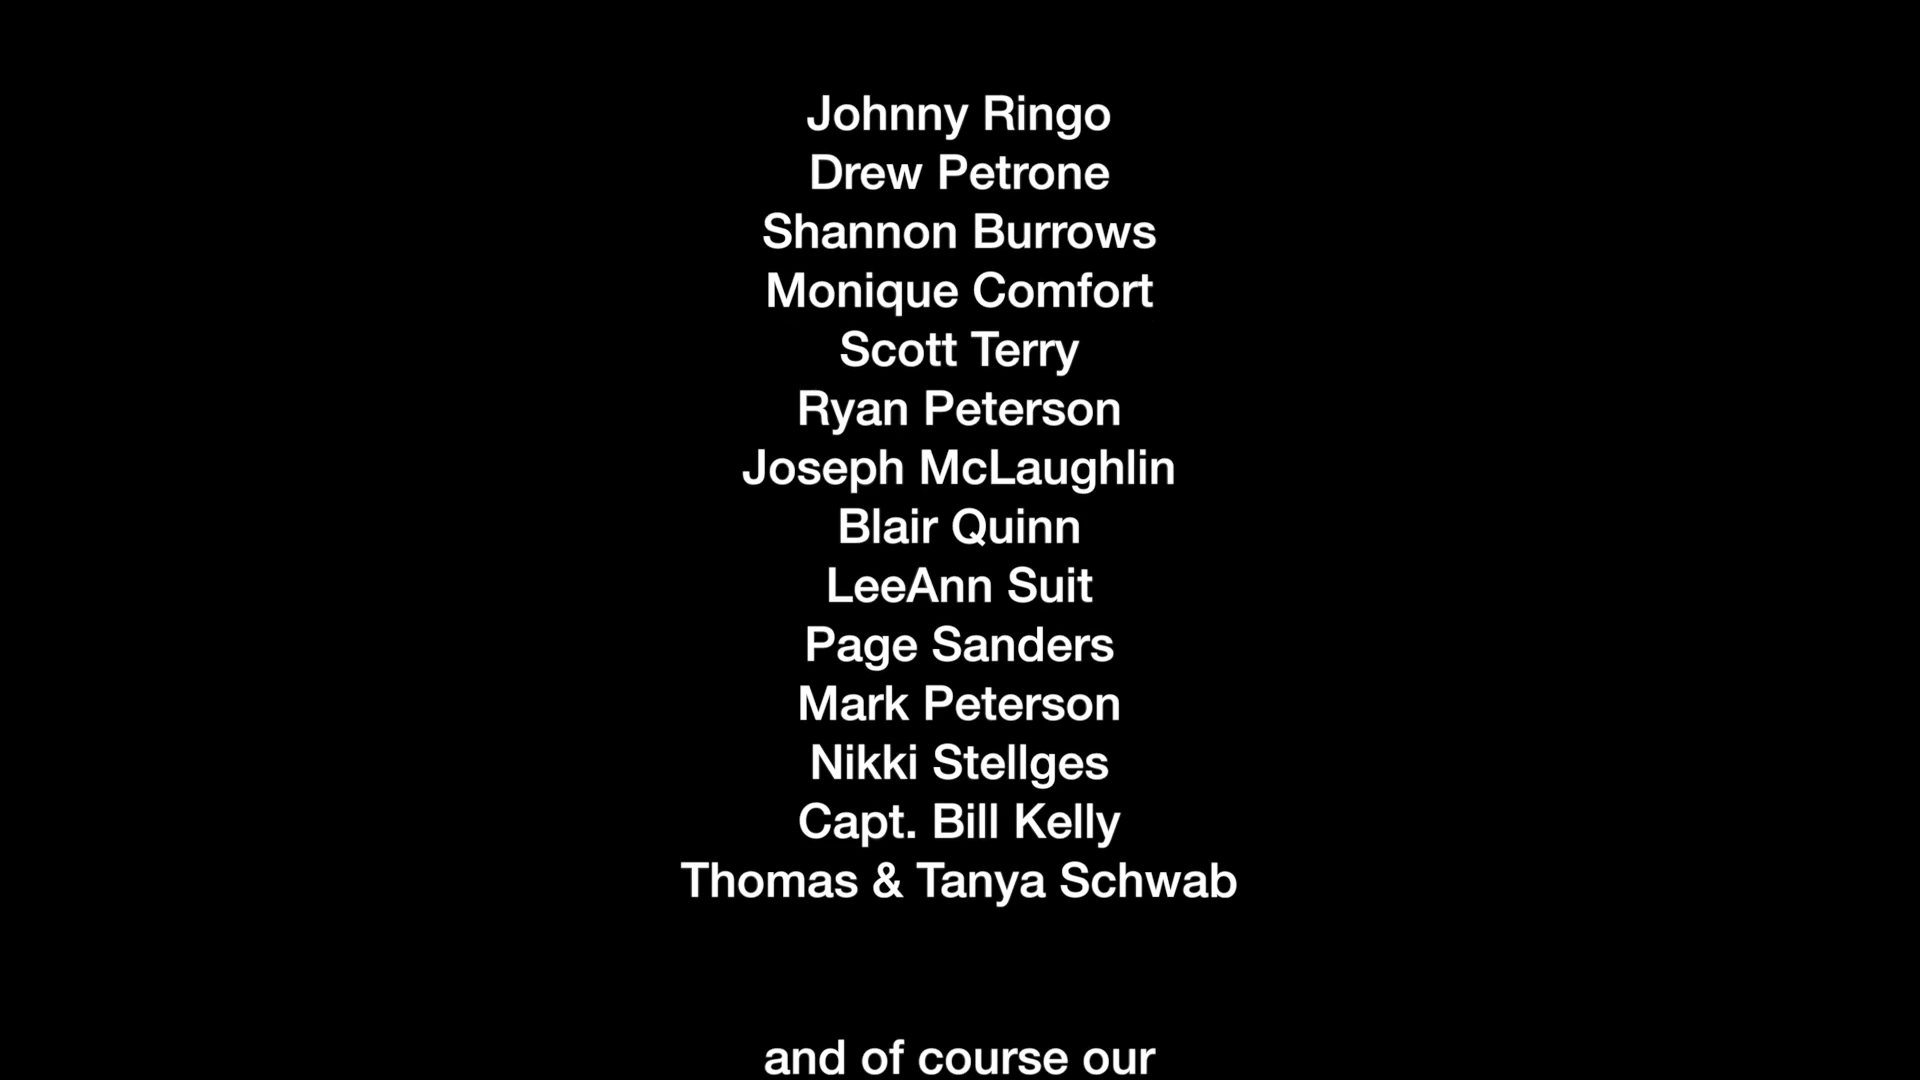 Johnny Ringo
Drew Petrone
Shannon Burrows
Monique Comfort
Scott Terry
Ryan Peterson
Joseph McLaughlin
Blair Quinn
LeeAnn Suit
Page Sanders
Mark Peterson
Nikki Stellges
Capt. Bill Kelly
Thomas & Tanya Schwab
and of course our